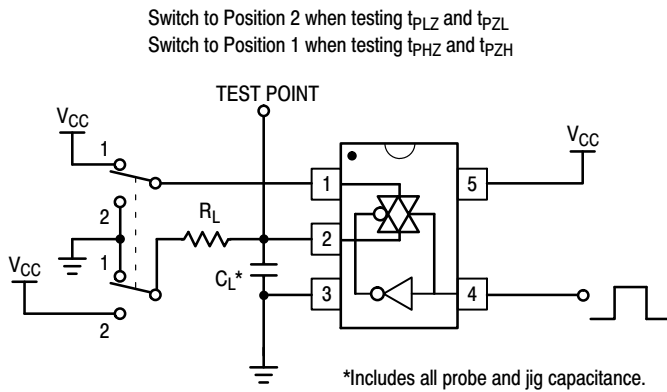 Switch to Position 2 when testing tPLZ and tPZL
Switch to Position 1 when testing tPHZ and tPZH
TEST POINT
VCC
1
2
RL
VCC
1
2
CL*
1
2
3
5
4
VCC
*Includes all probe and jig capacitance.